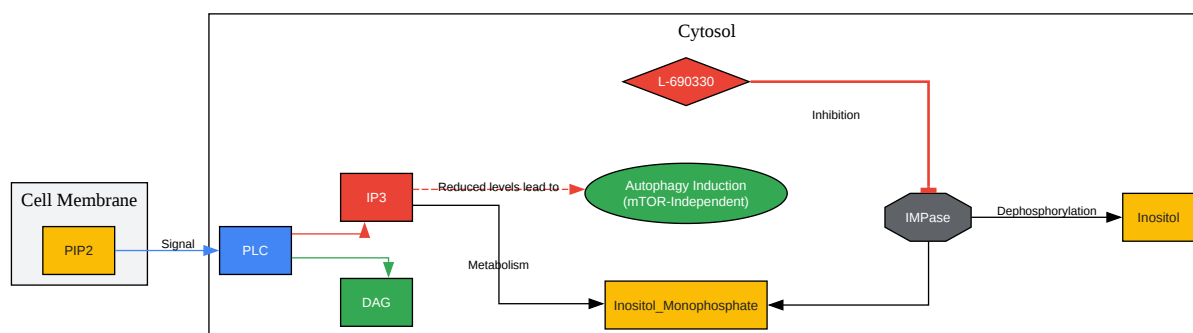 Cytosol
L-690330
Inhibition
Cell Membrane
PIP2
Signal
PLC
IP3
Reduced levels lead to
Autophagy Induction
(mTOR-Independent)
DAG
Metabolism
Inositol_Monophosphate
IMPase
Dephosphorylation
Inositol